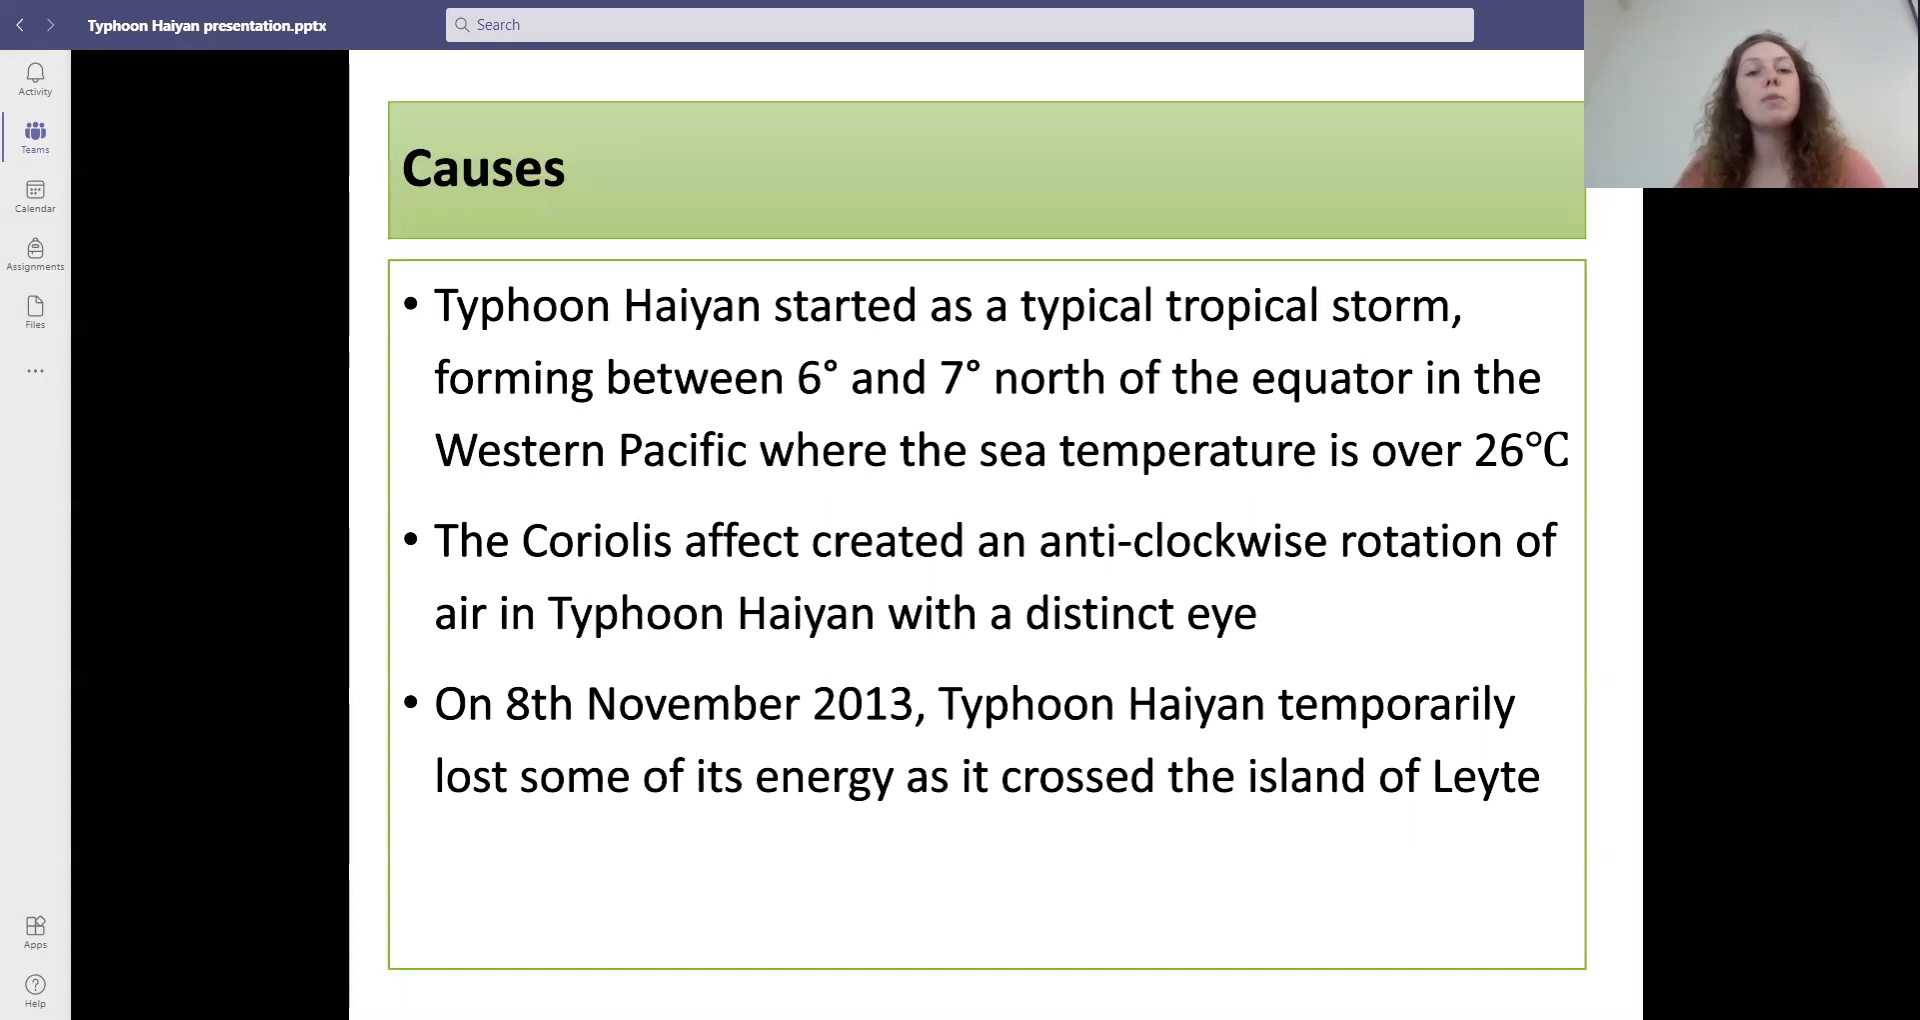 Typhoon Haiyan presentation.pptx
Search
Activity
Teams
Calendar
Assignments
Files
Apps
Help
Causes
• Typhoon Haiyan started as a typical tropical storm,
forming between 6° and 7° north of the equator in the
Western Pacific where the sea temperature is over 26℃
• The Coriolis affect created an anti-clockwise rotation of
air in Typhoon Haiyan with a distinct eye
• On 8th November 2013, Typhoon Haiyan temporarily
lost some of its energy as it crossed the island of Leyte